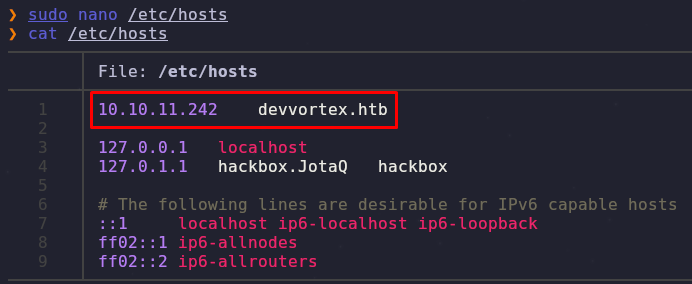 ❯ sudo nano /etc/hosts
❯ cat /etc/hosts
File: /etc/hosts
1 10.10.11.242 devvortex.htb
2
3 127.0.0.1 localhost
4 127.0.1.1 hackbox.JotaQ hackbox
5
6 # The following lines are desirable for IPv6 capable hosts
7 ::1 localhost ip6-localhost ip6-loopback
8 ff02::1 ip6-allnodes
9 ff02::2 ip6-allrouters